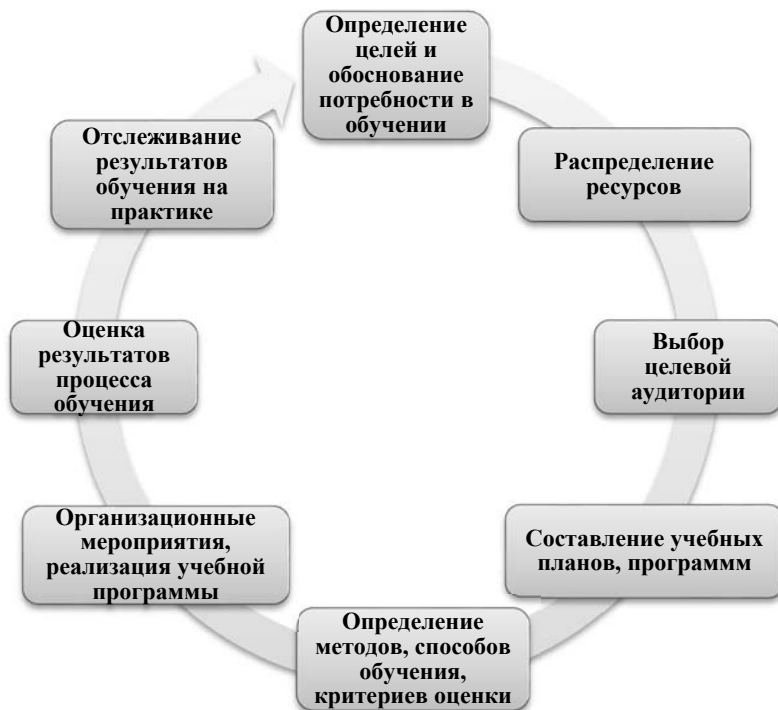 Определение
целей и
обоснование
потребности в
обучении
Распределение
ресурсов
Выбор
целевой
аудитории
Составление учебных
планов, программм
Определение
методов, способов
обучения,
критериев оценки
Организационные
мероприятия,
реализация учебной
программы
Оценка
результатов
процесса
обучения
Отслеживание
результатов
обучения на
практике